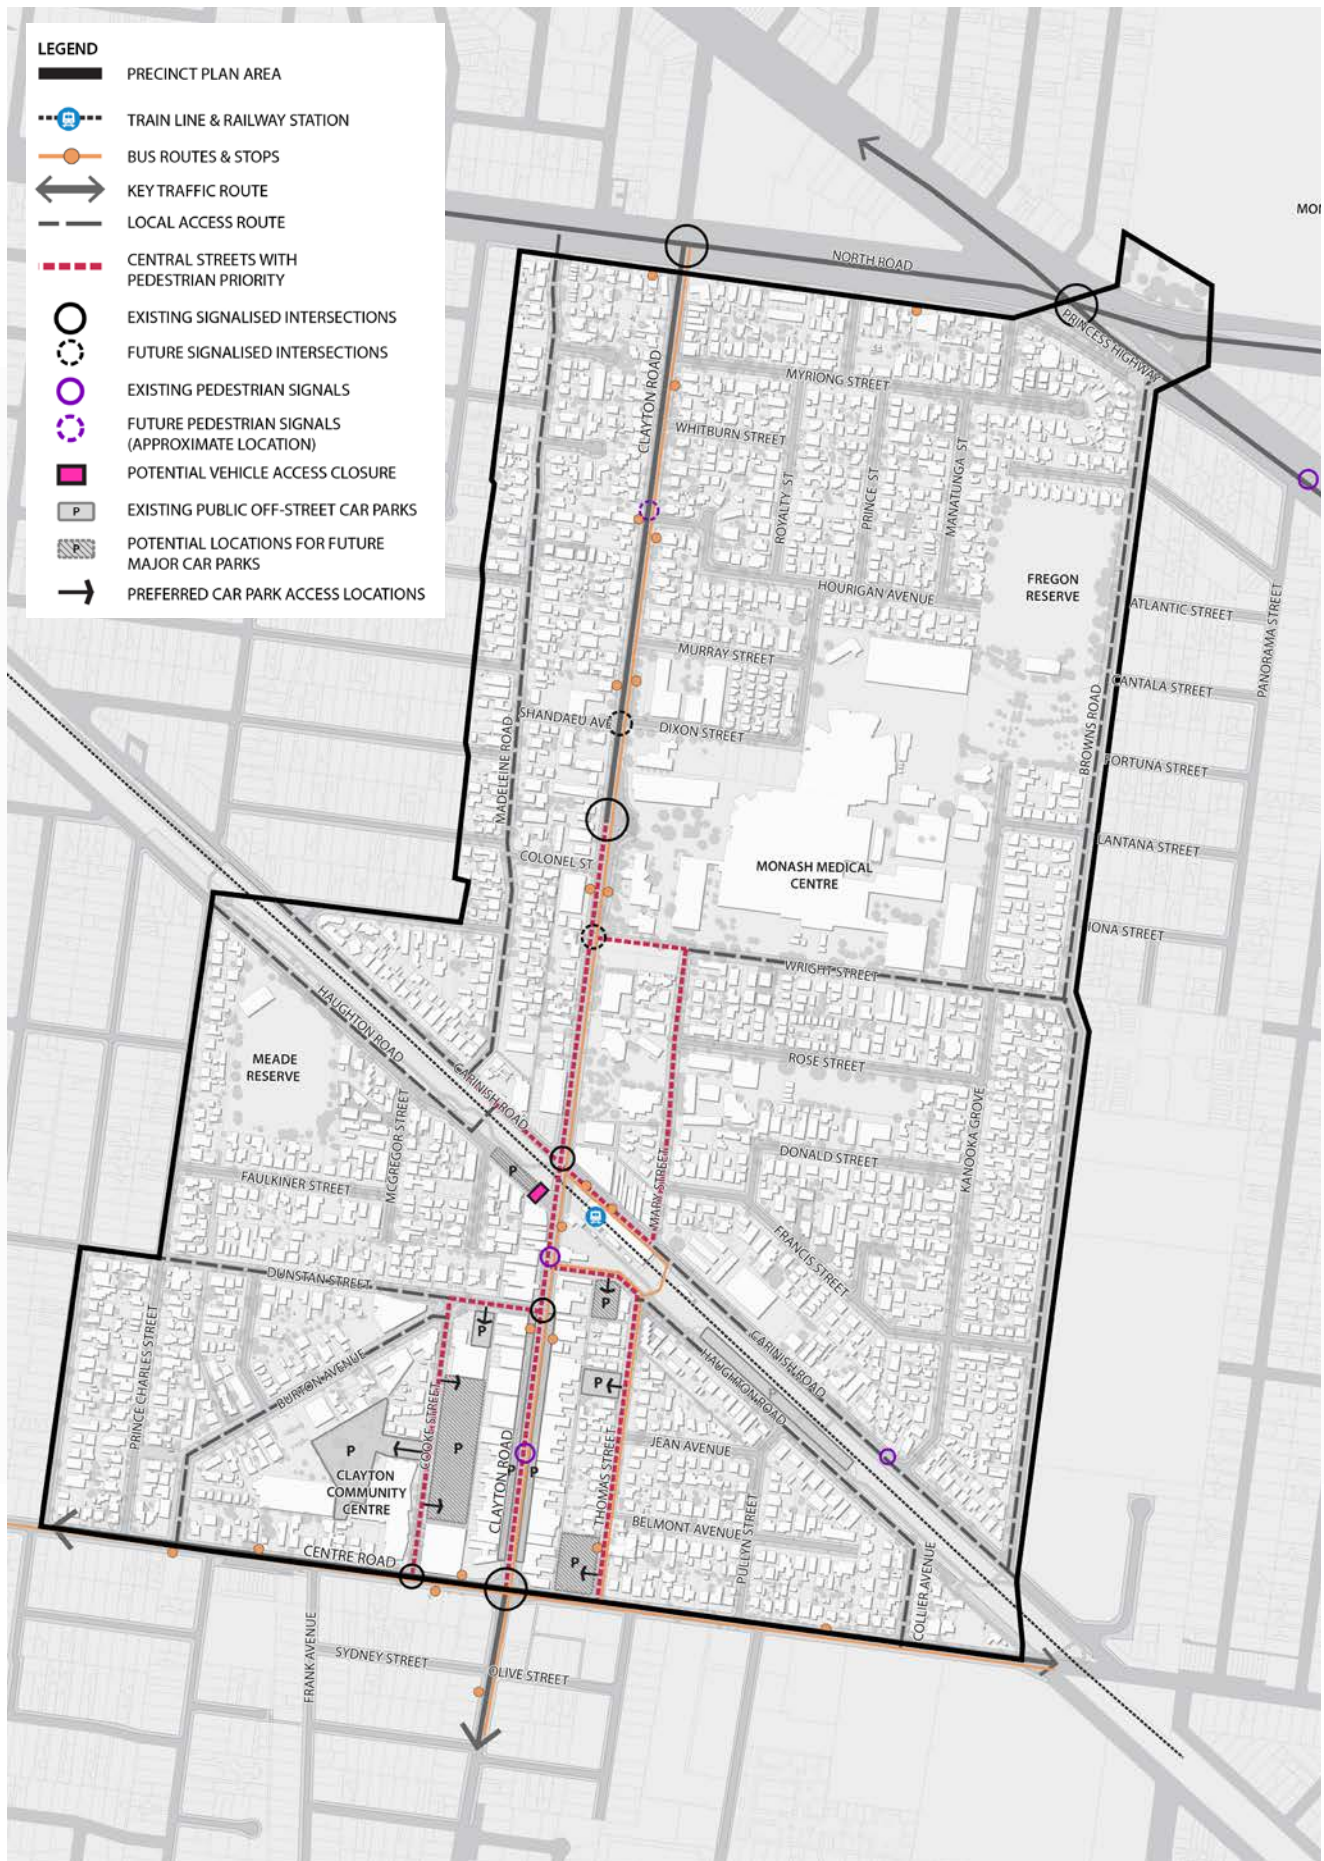 LEGEND
PRECINCT PLAN AREA
TRAIN LINE & RAILWAY STATION
BUS ROUTES & STOPS
KEY TRAFFIC ROUTE
LOCAL ACCESS ROUTE
CENTRAL STREETS WITH
PEDESTRIAN PRIORITY
EXISTING SIGNALISED INTERSECTIONS
FUTURE SIGNALISED INTERSECTIONS
EXISTING PEDESTRIAN SIGNALS
FUTURE PEDESTRIAN SIGNALS
(APPROXIMATE LOCATION)
POTENTIAL VEHICLE ACCESS CLOSURE
P
EXISTING PUBLIC OFF-STREET CAR PARKS
P
POTENTIAL LOCATIONS FOR FUTURE
MAJOR CAR PARKS
PREFERRED CAR PARK ACCESS LOCATIONS
MON
NORTH ROAD
PRINCESS HIGHWAY
CLAYTON ROAD
MYRIONG STREET
WHITBURN STREET
ROYALTY ST
PRINCE ST
MANATUNGA ST
HOURIGAN AVENUE
FREGON
RESERVE
ATLANTIC STREET
PANORAMA STREET
MURRAY STREET
CANTALA STREET
SHANDAEU AVE
DIXON STREET
MADELEINE ROAD
BROWNS ROAD
FORTUNA STREET
COLONEL ST
MONASH MEDICAL
CENTRE
LANTANA STREET
IONA STREET
WRIGHT STREET
HAUGHTON ROAD
MEADE
RESERVE
CARINISH ROAD
ROSE STREET
MCGREGOR STREET
KANOOKA GROVE
DONALD STREET
P
FAULKINER STREET
MARY STREET
FRANCIS STREET
DUNSTAN STREET
P
P
PRINCE CHARLES STREET
BURTON AVENUE
HAUGHTON ROAD
CARINISH ROAD
P
COOKE STREET
P
P
CLAYTON ROAD
P P
THOMAS STREET
JEAN AVENUE
CLAYTON
COMMUNITY
CENTRE
BELMONT AVENUE
PULLYN STREET
CENTRE ROAD
P
COLLIER AVENUE
FRANK AVENUE
SYDNEY STREET
OLIVE STREET